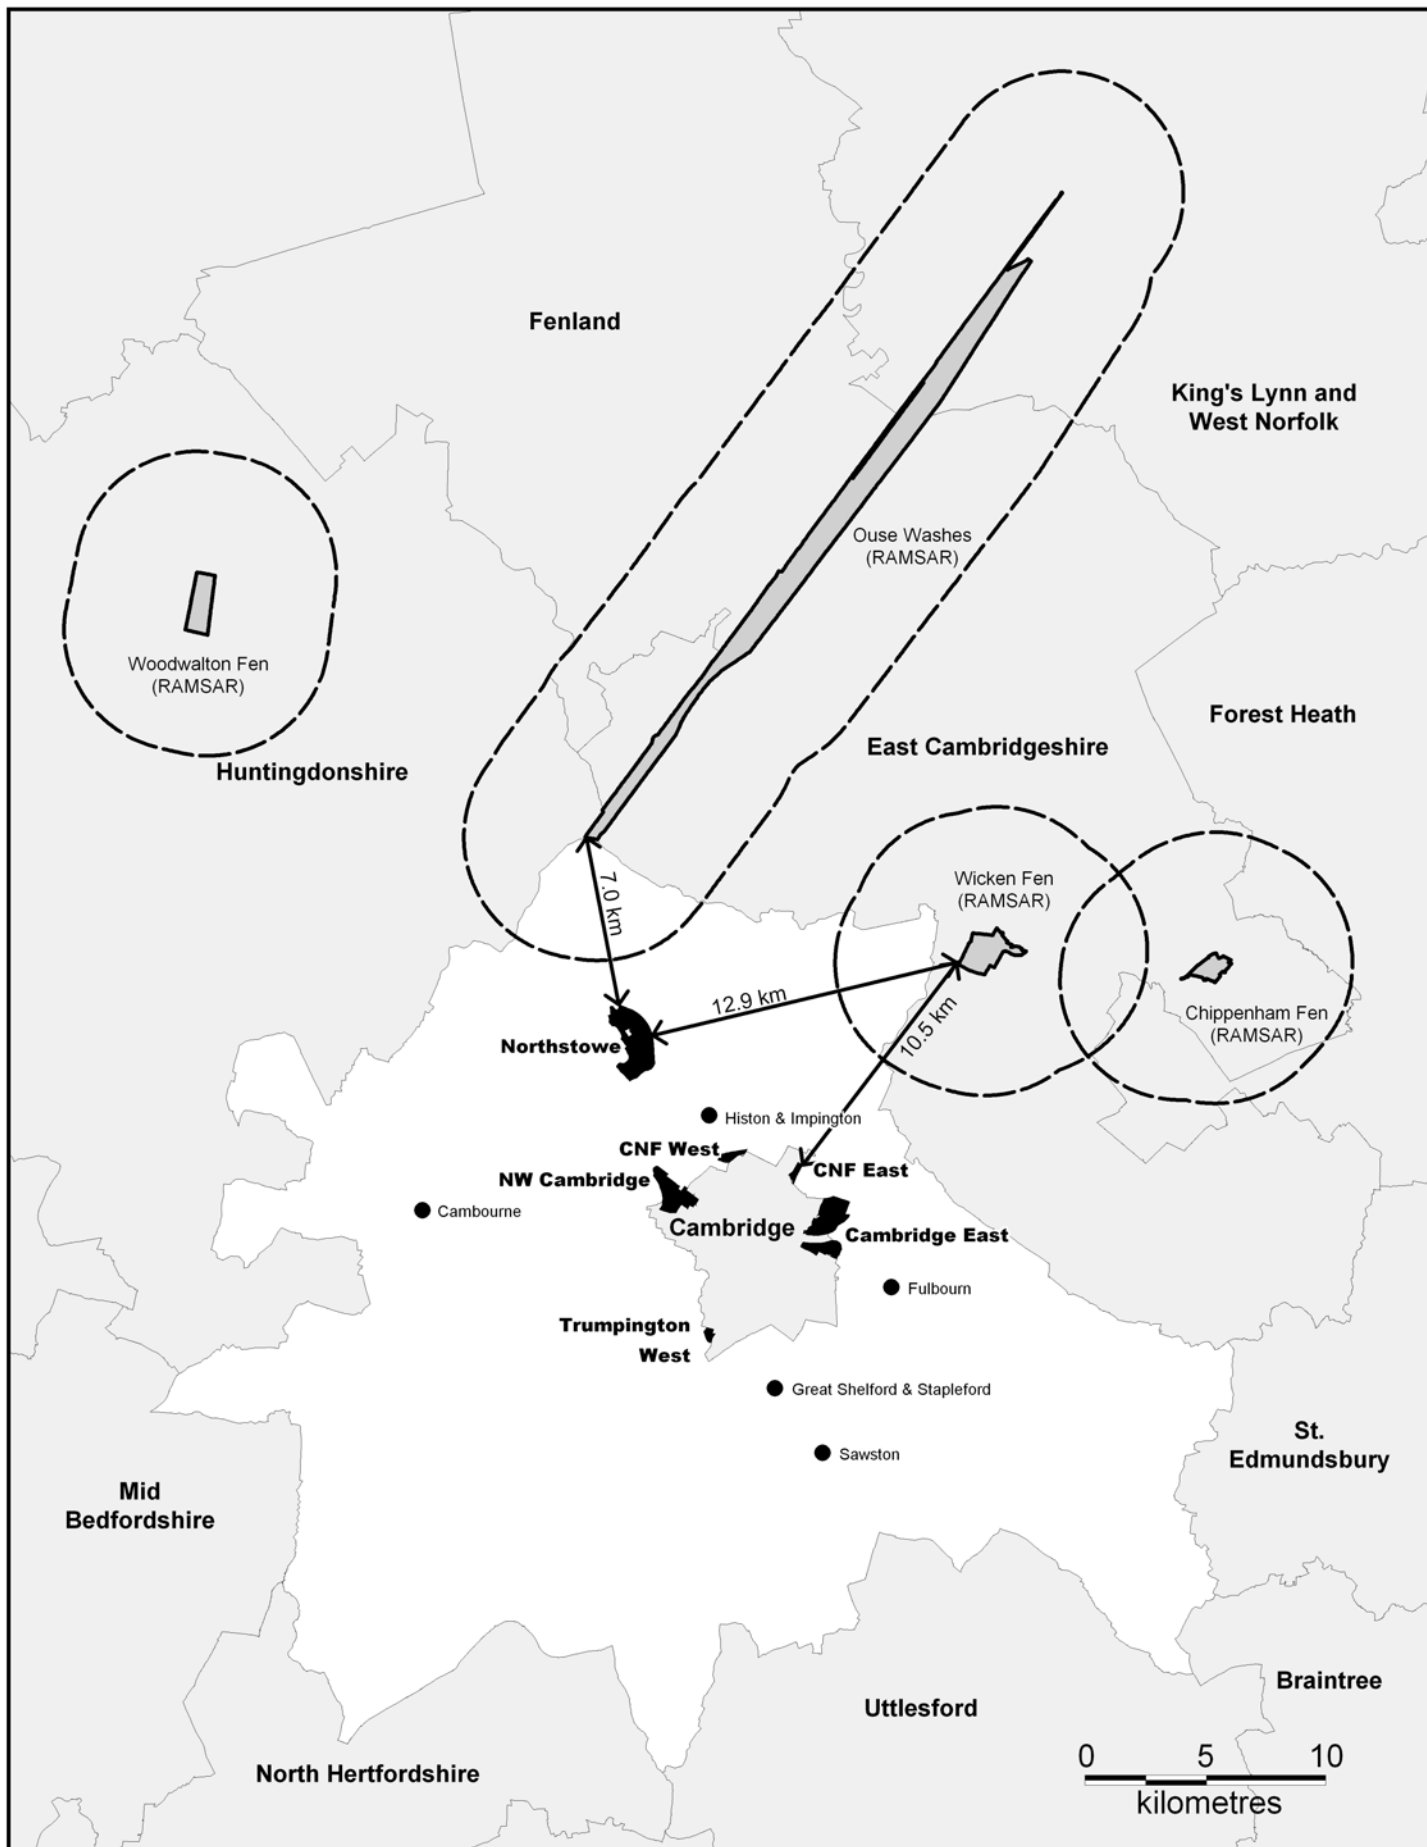 Fenland
King's Lynn and
West Norfolk
Ouse Washes
(RAMSAR)
Woodwalton Fen
(RAMSAR)
Forest Heath
East Cambridgeshire
Huntingdonshire
7.0 km
Wicken Fen
(RAMSAR)
12.9 km
10.5 km
Chippenham Fen
(RAMSAR)
Northstowe
Histon & Impington
CNF West
CNF East
NW Cambridge
Cambourne
Cambridge
Cambridge East
Fulbourn
Trumpington
West
Great Shelford & Stapleford
St.
Edmundsbury
Sawston
Mid
Bedfordshire
Braintree
Uttlesford
North Hertfordshire
0 5 10
kilometres